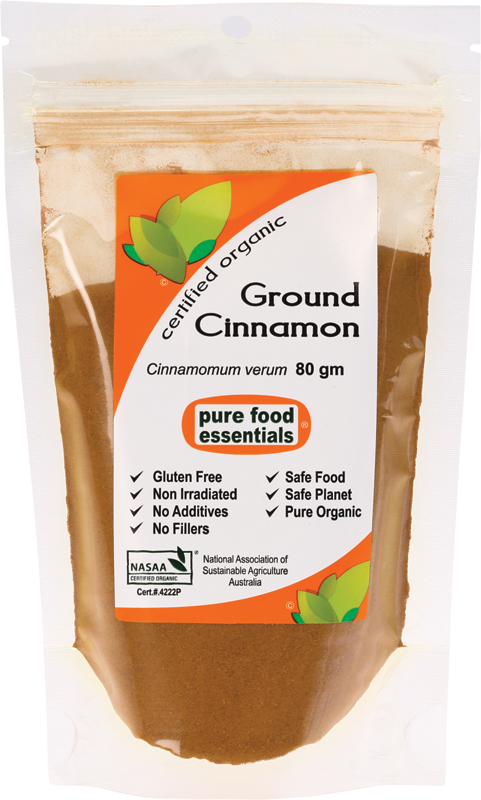 certified organic
Ground
Cinnamon
Cinnamomum verum 80 gm
pure food
essentials ®
✓ Gluten Free
✓ Non Irradiated
✓ No Additives
✓ No Fillers
✓ Safe Food
✓ Safe Planet
✓ Pure Organic
NASAA ®
CERTIFIED ORGANIC
Cert.#.4222P
National Association of
Sustainable Agriculture
Australia
©
©